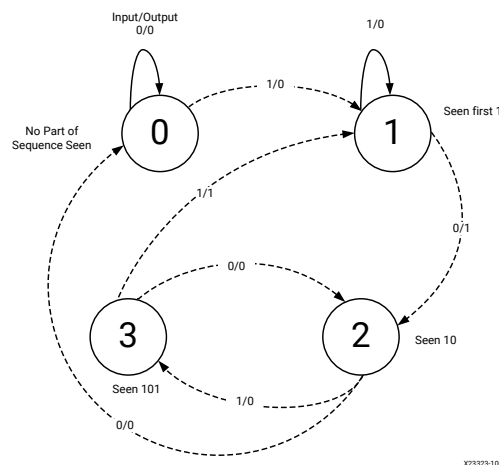 Input/Output
0/0
1/0
1/0
0
1
Seen first 1
No Part of
Sequence Seen
1/1
0/1
0/0
3
2
Seen 10
Seen 101
1/0
0/0
X23323-10